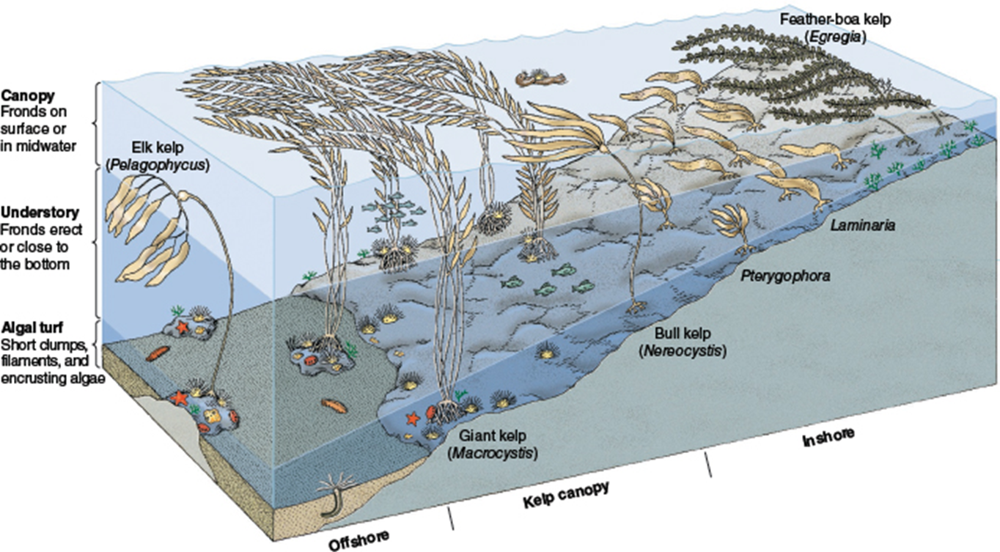 Feather-boa kelp
(Egregia)
Canopy
Fronds on
surface or
in midwater
Elk kelp
(Pelagophycus)
Understory
Fronds erect
or close to
the bottom
Laminaria
Pterygophora
Algal turf
Short clumps,
filaments, and
encrusting algae
Bull kelp
(Nereocystis)
Giant kelp
(Macrocystis)
Inshore
Kelp canopy
Offshore